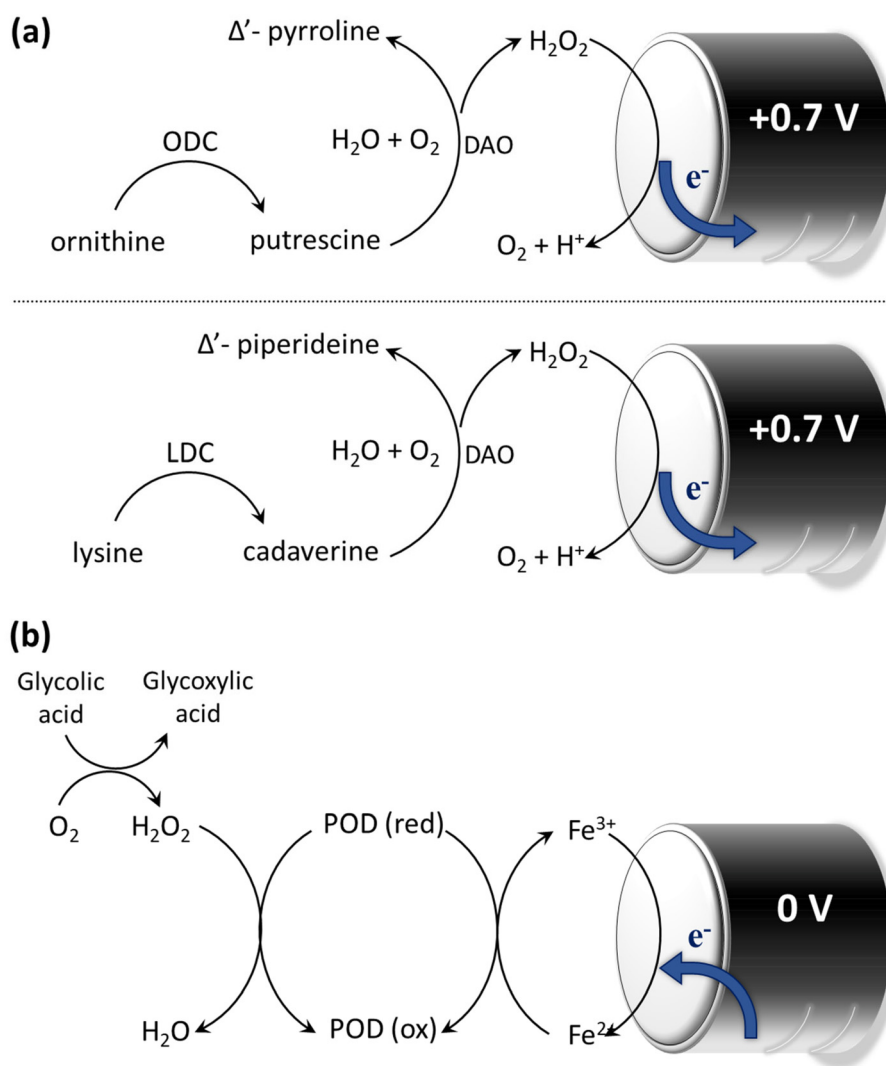 (a)
Δ’- pyrroline
H₂O₂
+0.7 V
ODC
H₂O + O₂
DAO
e⁻
ornithine
putrescine
O₂ + H⁺
Δ’- piperideine
H₂O₂
+0.7 V
LDC
H₂O + O₂
DAO
e⁻
lysine
cadaverine
O₂ + H⁺
(b)
Glycolic
acid
Glycoxylic
acid
O₂
H₂O₂
POD (red)
Fe³⁺
0 V
e⁻
H₂O
POD (ox)
Fe²⁺